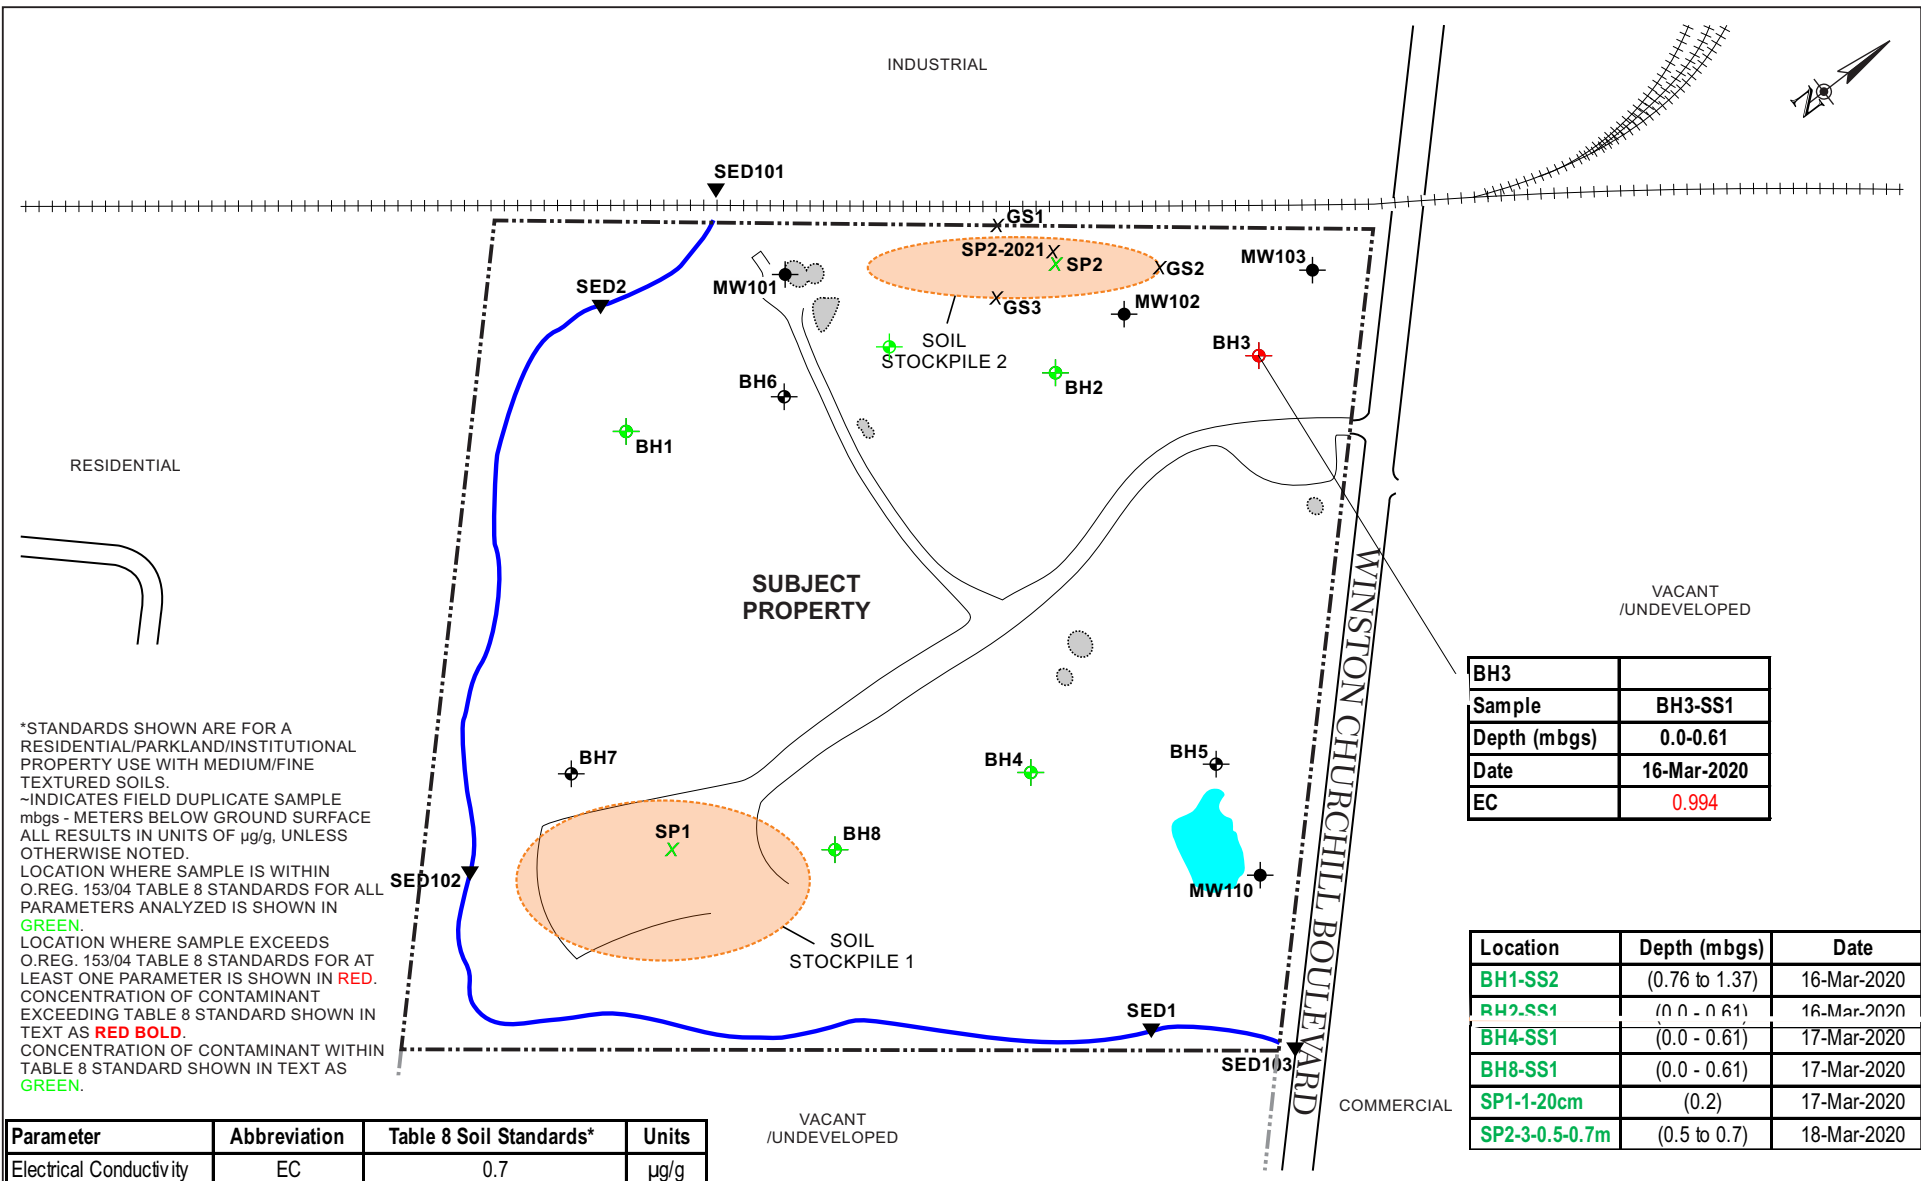 INDUSTRIAL
N
SED101
GS1
SP2-2021
SP2
GS2
MW103
SED2
MW101
GS3
MW102
SOIL
STOCKPILE 2
BH3
BH6
BH2
BH1
RESIDENTIAL
SUBJECT
PROPERTY
WINSTON CHURCHILL BOULEVARD
VACANT
/UNDEVELOPED
BH3
Sample BH3-SS1
Depth (mbgs) 0.0-0.61
Date 16-Mar-2020
EC 0.994
*STANDARDS SHOWN ARE FOR A
RESIDENTIAL/PARKLAND/INSTITUTIONAL
PROPERTY USE WITH MEDIUM/FINE
TEXTURED SOILS.
~INDICATES FIELD DUPLICATE SAMPLE
mbgs - METERS BELOW GROUND SURFACE
ALL RESULTS IN UNITS OF µg/g, UNLESS
OTHERWISE NOTED.
LOCATION WHERE SAMPLE IS WITHIN
O.REG. 153/04 TABLE 8 STANDARDS FOR ALL
PARAMETERS ANALYZED IS SHOWN IN
GREEN.
LOCATION WHERE SAMPLE EXCEEDS
O.REG. 153/04 TABLE 8 STANDARDS FOR AT
LEAST ONE PARAMETER IS SHOWN IN RED.
CONCENTRATION OF CONTAMINANT
EXCEEDING TABLE 8 STANDARD SHOWN IN
TEXT AS RED BOLD.
CONCENTRATION OF CONTAMINANT WITHIN
TABLE 8 STANDARD SHOWN IN TEXT AS
GREEN.
BH7
BH4
BH5
SP1
BH8
SED102
MW110
SOIL
STOCKPILE 1
SED1
SED103
COMMERCIAL
VACANT
/UNDEVELOPED
Location Depth (mbgs) Date
BH1-SS2 (0.76 to 1.37) 16-Mar-2020
BH2-SS1 (0.0 - 0.61) 16-Mar-2020
BH4-SS1 (0.0 - 0.61) 17-Mar-2020
BH8-SS1 (0.0 - 0.61) 17-Mar-2020
SP1-1-20cm (0.2) 17-Mar-2020
SP2-3-0.5-0.7m (0.5 to 0.7) 18-Mar-2020
Parameter Abbreviation Table 8 Soil Standards* Units
Electrical Conductivity EC 0.7 µg/g